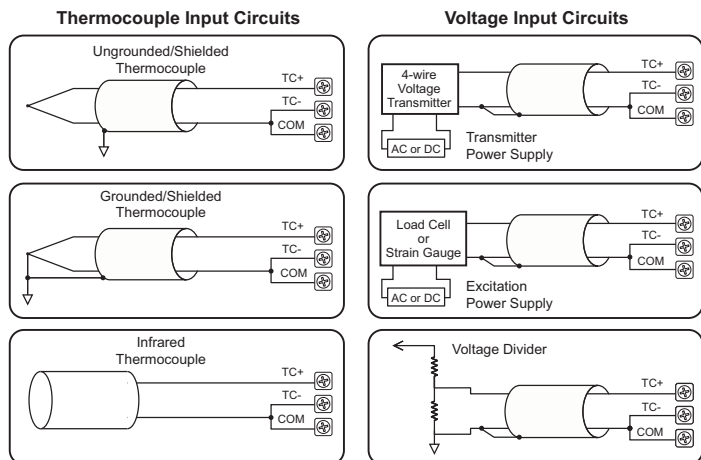 Thermocouple Input Circuits
Ungrounded/Shielded
Thermocouple
TC+
TC-
COM
Grounded/Shielded
Thermocouple
TC+
TC-
COM
Infrared
Thermocouple
TC+
TC-
COM
Voltage Input Circuits
4-wire
Voltage
Transmitter
AC or DC
Transmitter
Power Supply
TC+
TC-
COM
Load Cell
or
Strain Gauge
AC or DC
Excitation
Power Supply
TC+
TC-
COM
Voltage Divider
TC+
TC-
COM